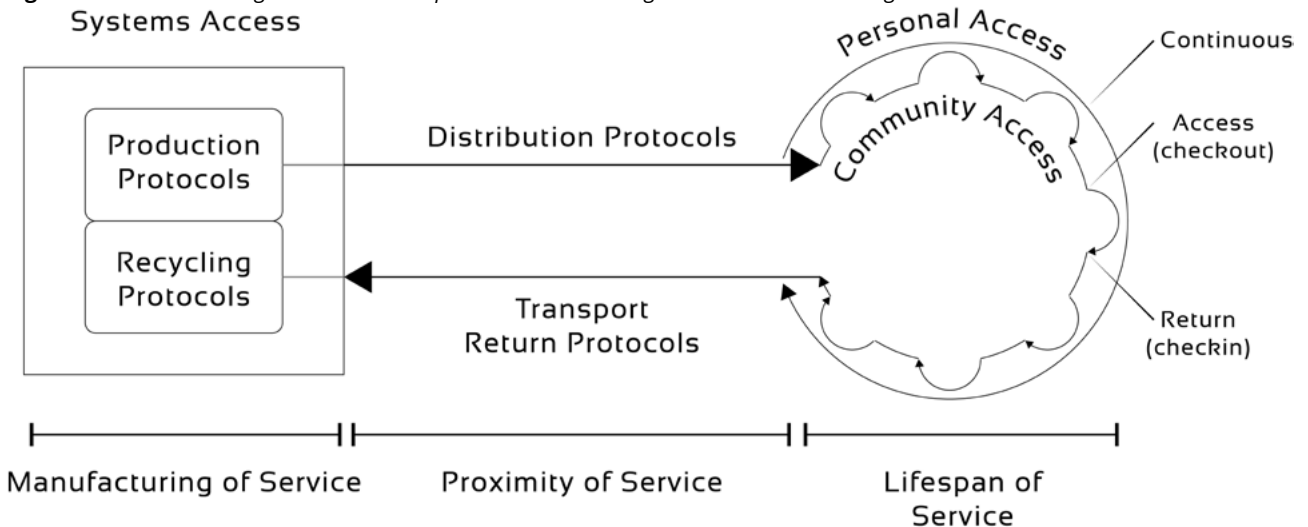 Systems Access
Production
Protocols
Recycling
Protocols
Distribution Protocols
Transport
Return Protocols
Personal Access
Community Access
Continuous
Access
(checkout)
Return
(checkin)
Manufacturing of Service
Proximity of Service
Lifespan of
Service